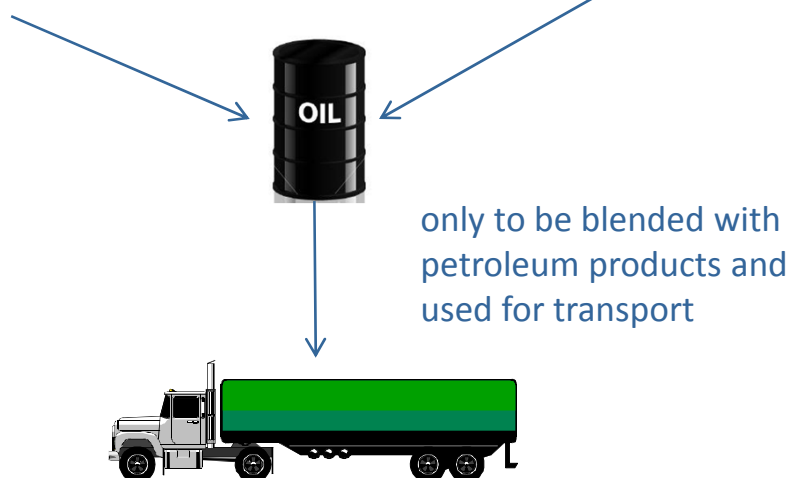 OIL
only to be blended with
petroleum products and
used for transport